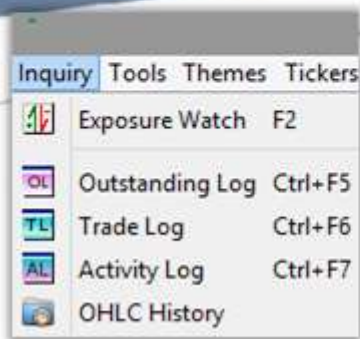 Inquiry Tools Themes Tickers
Exposure Watch F2
OL Outstanding Log Ctrl+F5
TL Trade Log Ctrl+F6
AL Activity Log Ctrl+F7
OHLC History